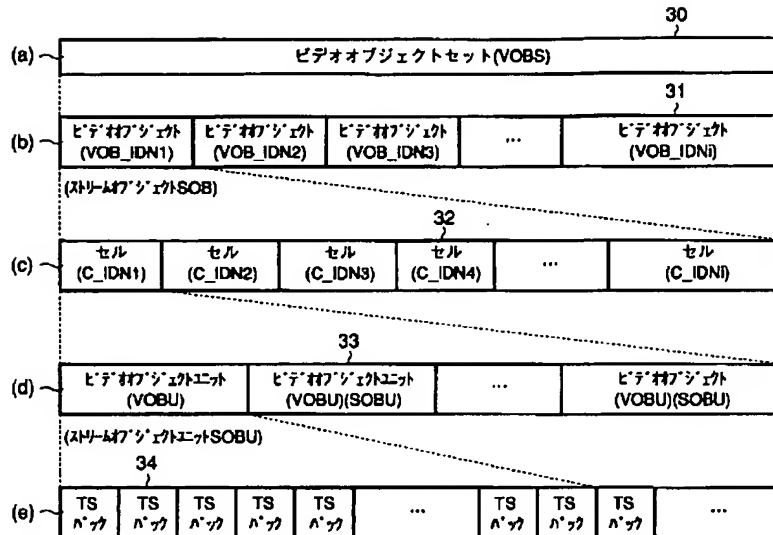 30
(a) ビデオオブジェクトセット(VOBS)
31
(b) ビデオオブジェクト ビデオオブジェクト ビデオオブジェクト … ビデオオブジェクト
(VOB_IDN1) (VOB_IDN2) (VOB_IDN3) (VOB_IDNi)
(ストリームオブジェクトSOB)
32
(c) セル セル セル セル … セル
(C_IDN1) (C_IDN2) (C_IDN3) (C_IDN4) (C_IDNi)
33
(d) ビデオオブジェクトユニット ビデオオブジェクトユニット … ビデオオブジェクト
(VOBU) (VOBU)(SOBU) (VOBU)(SOBU)
(ストリームオブジェクトユニットSOBU)
34
(e) TS TS TS TS TS … TS TS TS …
パック パック パック パック パック パック パック パック